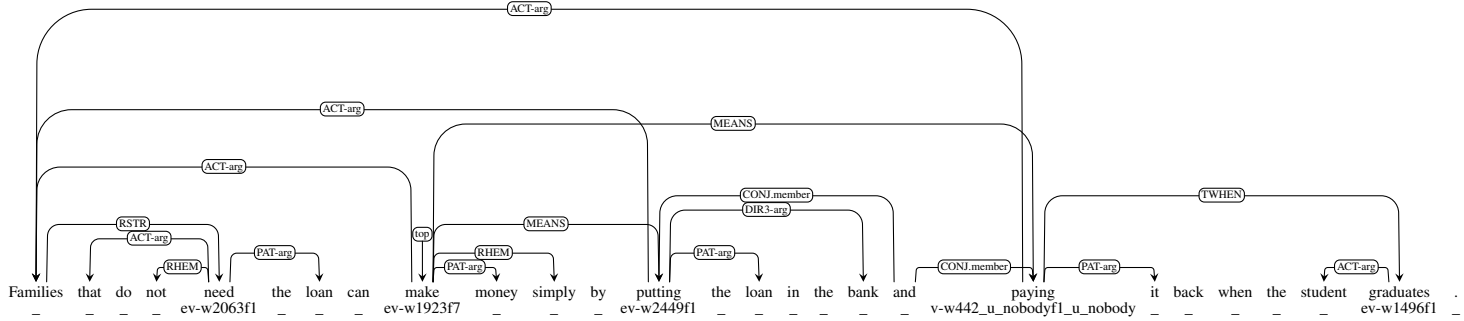 ACT-arg
ACT-arg
MEANS
ACT-arg
CONJ.member
TWHEN
DIR3-arg
RSTR
MEANS
top
ACT-arg
PAT-arg
RHEM
PAT-arg
RHEM
PAT-arg
CONJ.member
PAT-arg
ACT-arg
Families that do not need the loan can make money simply by putting the loan in the bank and paying it back when the student graduates .
_ _ _ _ ev-w2063f1 _ _ _ ev-w1923f7 _ _ _ ev-w2449f1 _ _ _ _ _ _ v-w442_u_nobodyf1_u_nobody _ _ _ _ _ ev-w1496f1 _